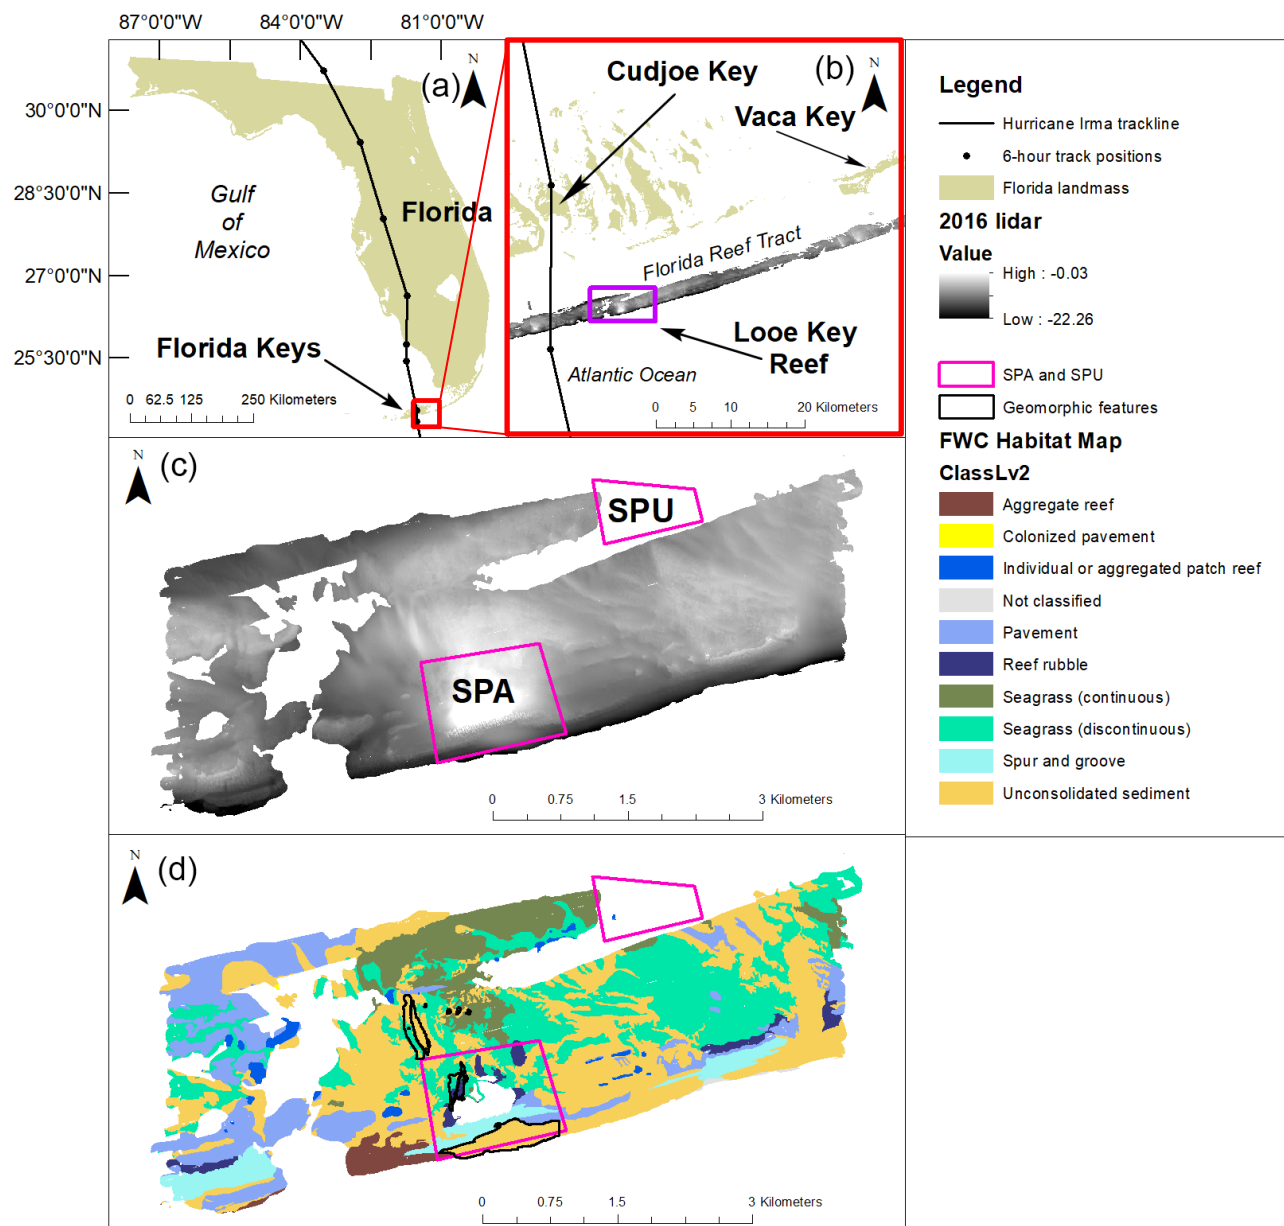 87°0'0"W 84°0'0"W 81°0'0"W
30°0'0"N
28°30'0"N
27°0'0"N
25°30'0"N
(a)
N
Gulf
of
Mexico
Florida
Florida Keys
0 62.5 125 250 Kilometers
(b)
N
Cudjoe Key
Vaca Key
Florida Reef Tract
Looe Key
Reef
Atlantic Ocean
0 5 10 20 Kilometers
N
(c)
SPU
SPA
0 0.75 1.5 3 Kilometers
N
(d)
0 0.75 1.5 3 Kilometers
Legend
Hurricane Irma trackline
6-hour track positions
Florida landmass
2016 lidar
Value
High : -0.03
Low : -22.26
SPA and SPU
Geomorphic features
FWC Habitat Map
ClassLv2
Aggregate reef
Colonized pavement
Individual or aggregated patch reef
Not classified
Pavement
Reef rubble
Seagrass (continuous)
Seagrass (discontinuous)
Spur and groove
Unconsolidated sediment